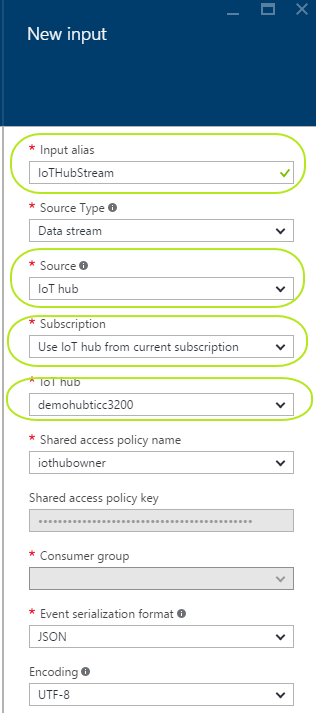 New input
* Input alias
IoTHubStream
* Source Type
Data stream
* Source
IoT hub
* Subscription
Use IoT hub from current subscription
* IoT hub
demohubticc3200
* Shared access policy name
iothubowner
Shared access policy key
••••••••••••••••••••••••••••••••••••••••••••
* Consumer group
* Event serialization format
JSON
Encoding
UTF-8